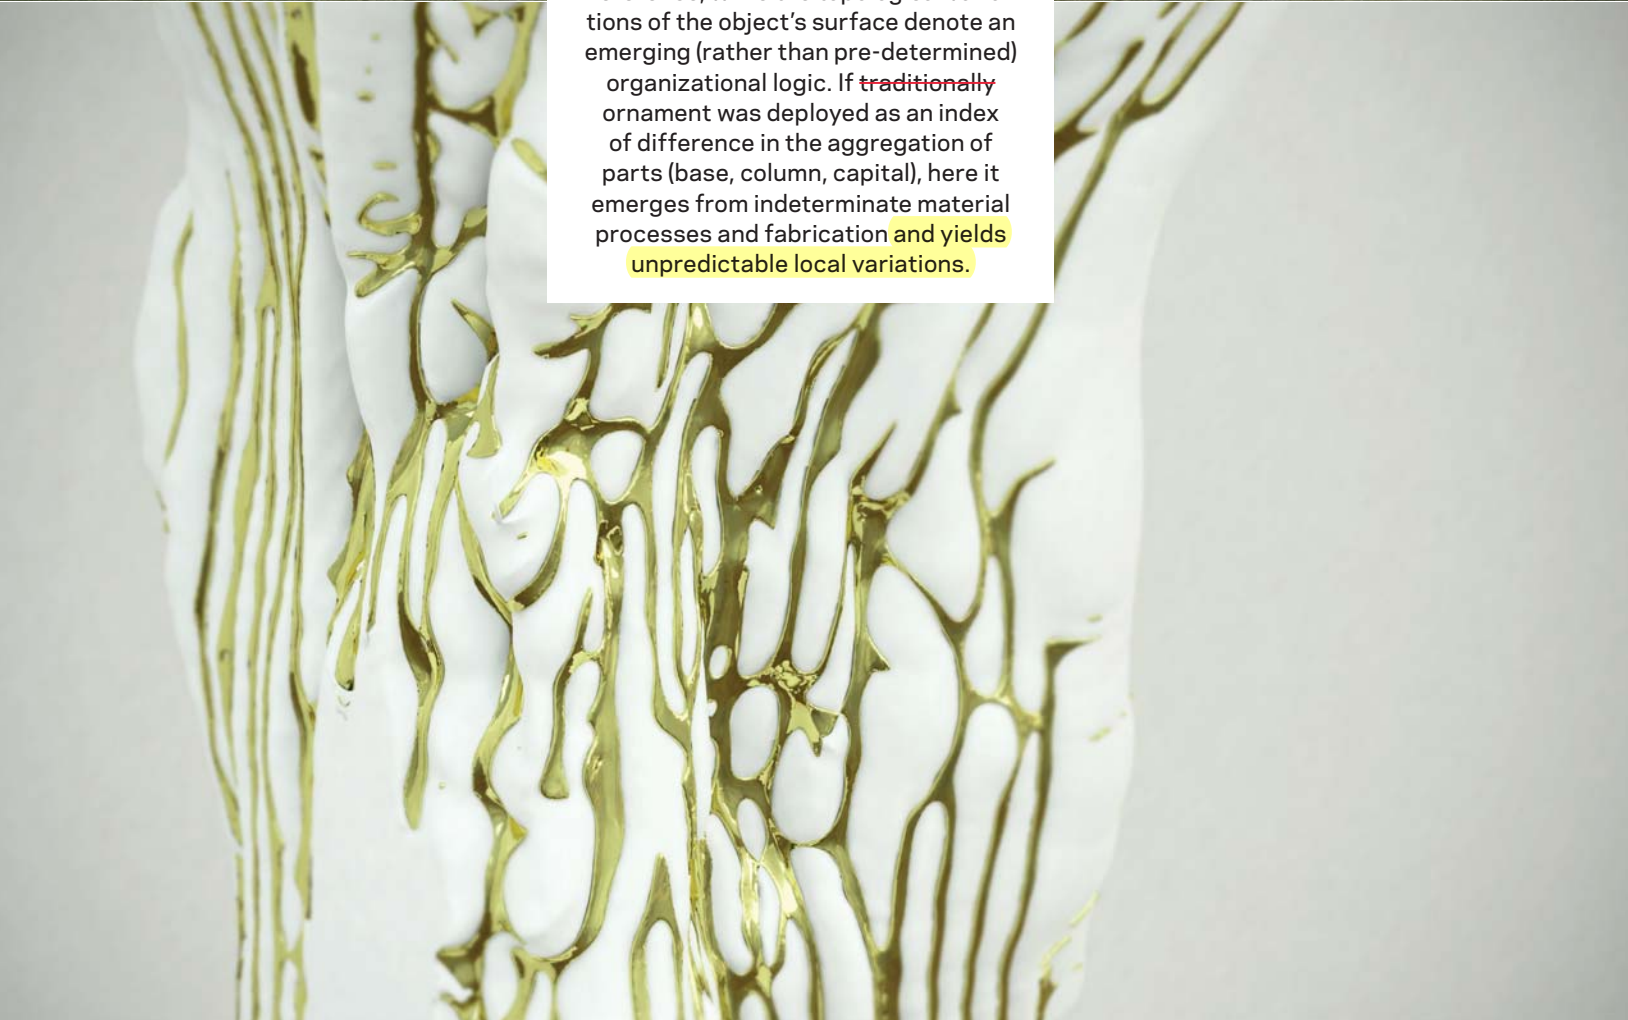 tions of the object's surface denote an
emerging (rather than pre-determined)
organizational logic. If traditionally
ornament was deployed as an index
of difference in the aggregation of
parts (base, column, capital), here it
emerges from indeterminate material
processes and fabrication and yields
unpredictable local variations.